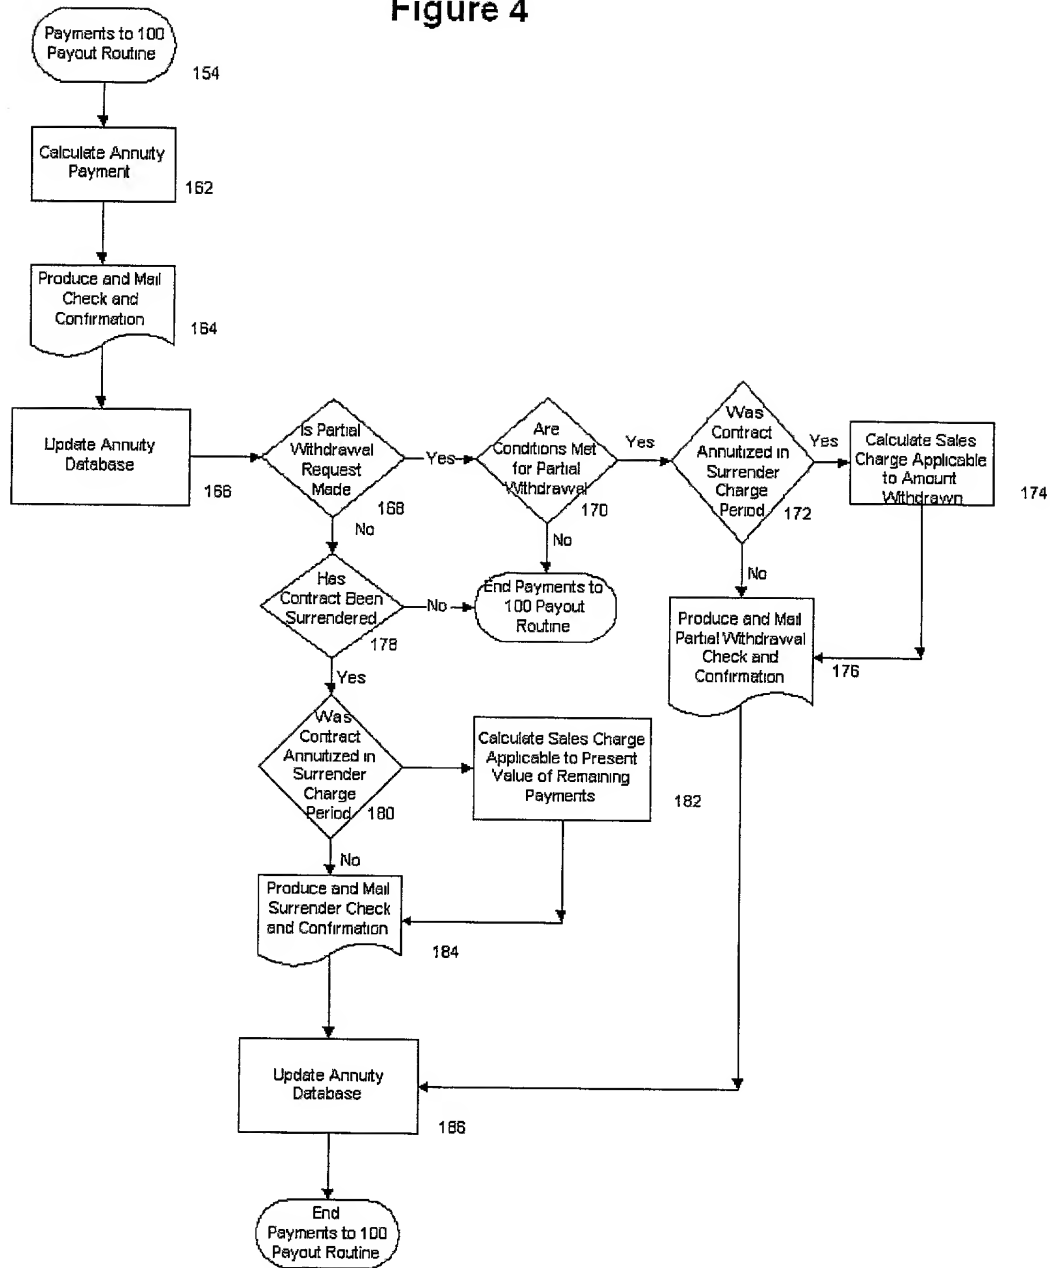 Figure 4
Payments to 100
Payout Routine
154
Calculate Annuity
Payment
162
Produce and Mail
Check and
Confirmation
164
Update Annuity
Database
166
Is Partial
Withdrawal
Request
Made
168
Yes
No
Are
Conditions Met
for Partial
Withdrawal
170
Yes
No
Was
Contract
Annuitized in
Surrender
Charge
Period
172
Yes
No
Calculate Sales
Charge Applicable
to Amount
Withdrawn
174
Has
Contract Been
Surrendered
178
No
Yes
End Payments to
100 Payout
Routine
Produce and Mail
Partial Withdrawal
Check and
Confirmation
176
Was
Contract
Annuitized in
Surrender
Charge
Period
180
No
Calculate Sales Charge
Applicable to Present
Value of Remaining
Payments
182
Produce and Mail
Surrender Check
and Confirmation
184
Update Annuity
Database
186
End
Payments to 100
Payout Routine